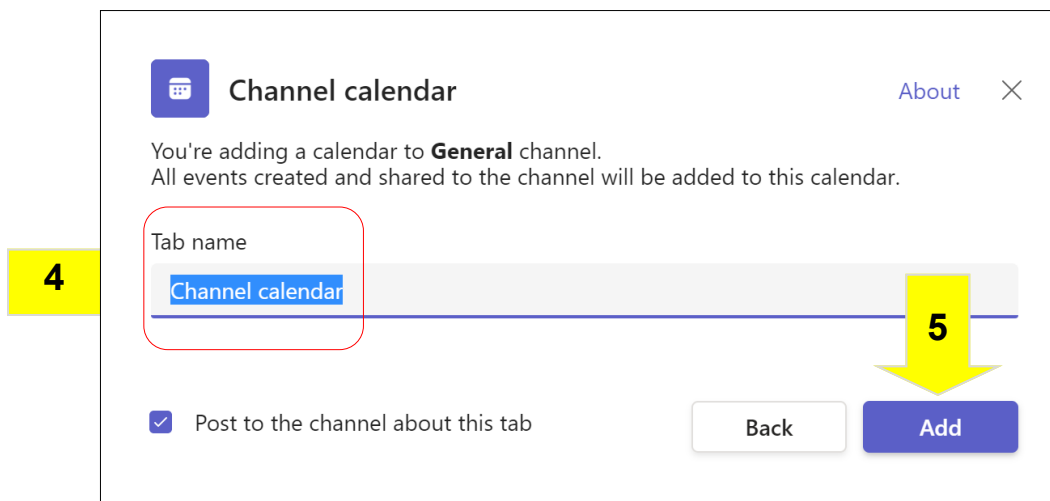 Channel calendar
About
You're adding a calendar to General channel.
All events created and shared to the channel will be added to this calendar.
Tab name
4
Channel calendar
5
Post to the channel about this tab
Back
Add